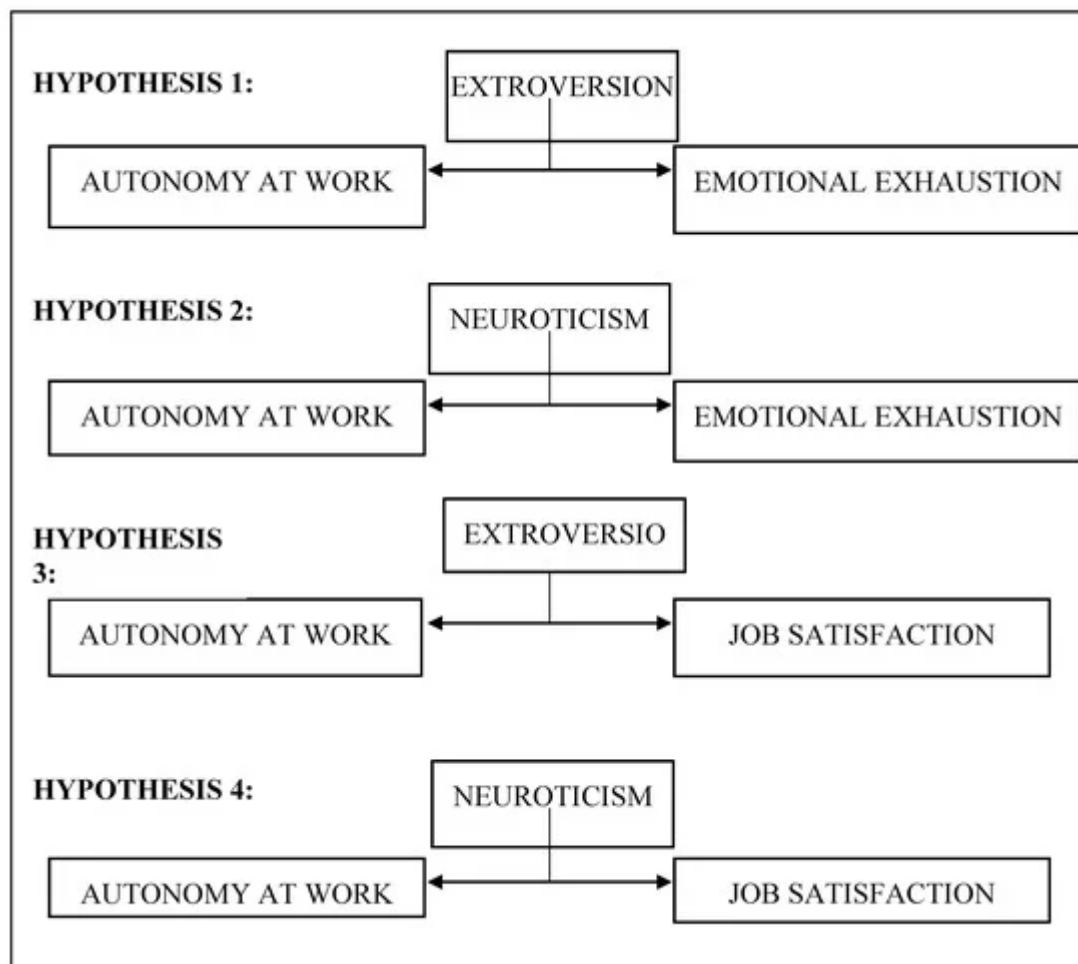 HYPOTHESIS 1:
EXTROVERSION
AUTONOMY AT WORK
EMOTIONAL EXHAUSTION
HYPOTHESIS 2:
NEUROTICISM
AUTONOMY AT WORK
EMOTIONAL EXHAUSTION
HYPOTHESIS
3:
EXTROVERSIO
AUTONOMY AT WORK
JOB SATISFACTION
HYPOTHESIS 4:
NEUROTICISM
AUTONOMY AT WORK
JOB SATISFACTION